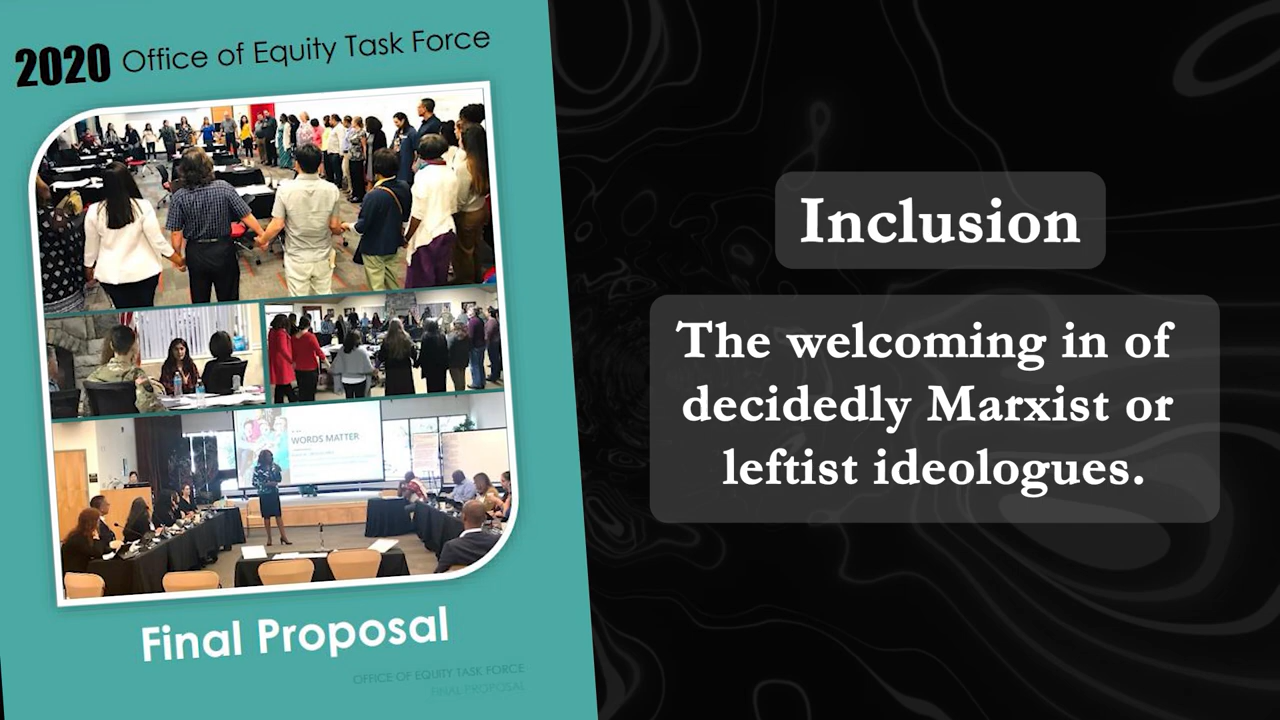 2020 Office of Equity Task Force
WORDS MATTER
Final Proposal
OFFICE OF EQUITY TASK FORCE
FINAL PROPOSAL
Inclusion
The welcoming in of
decidedly Marxist or
leftist ideologues.